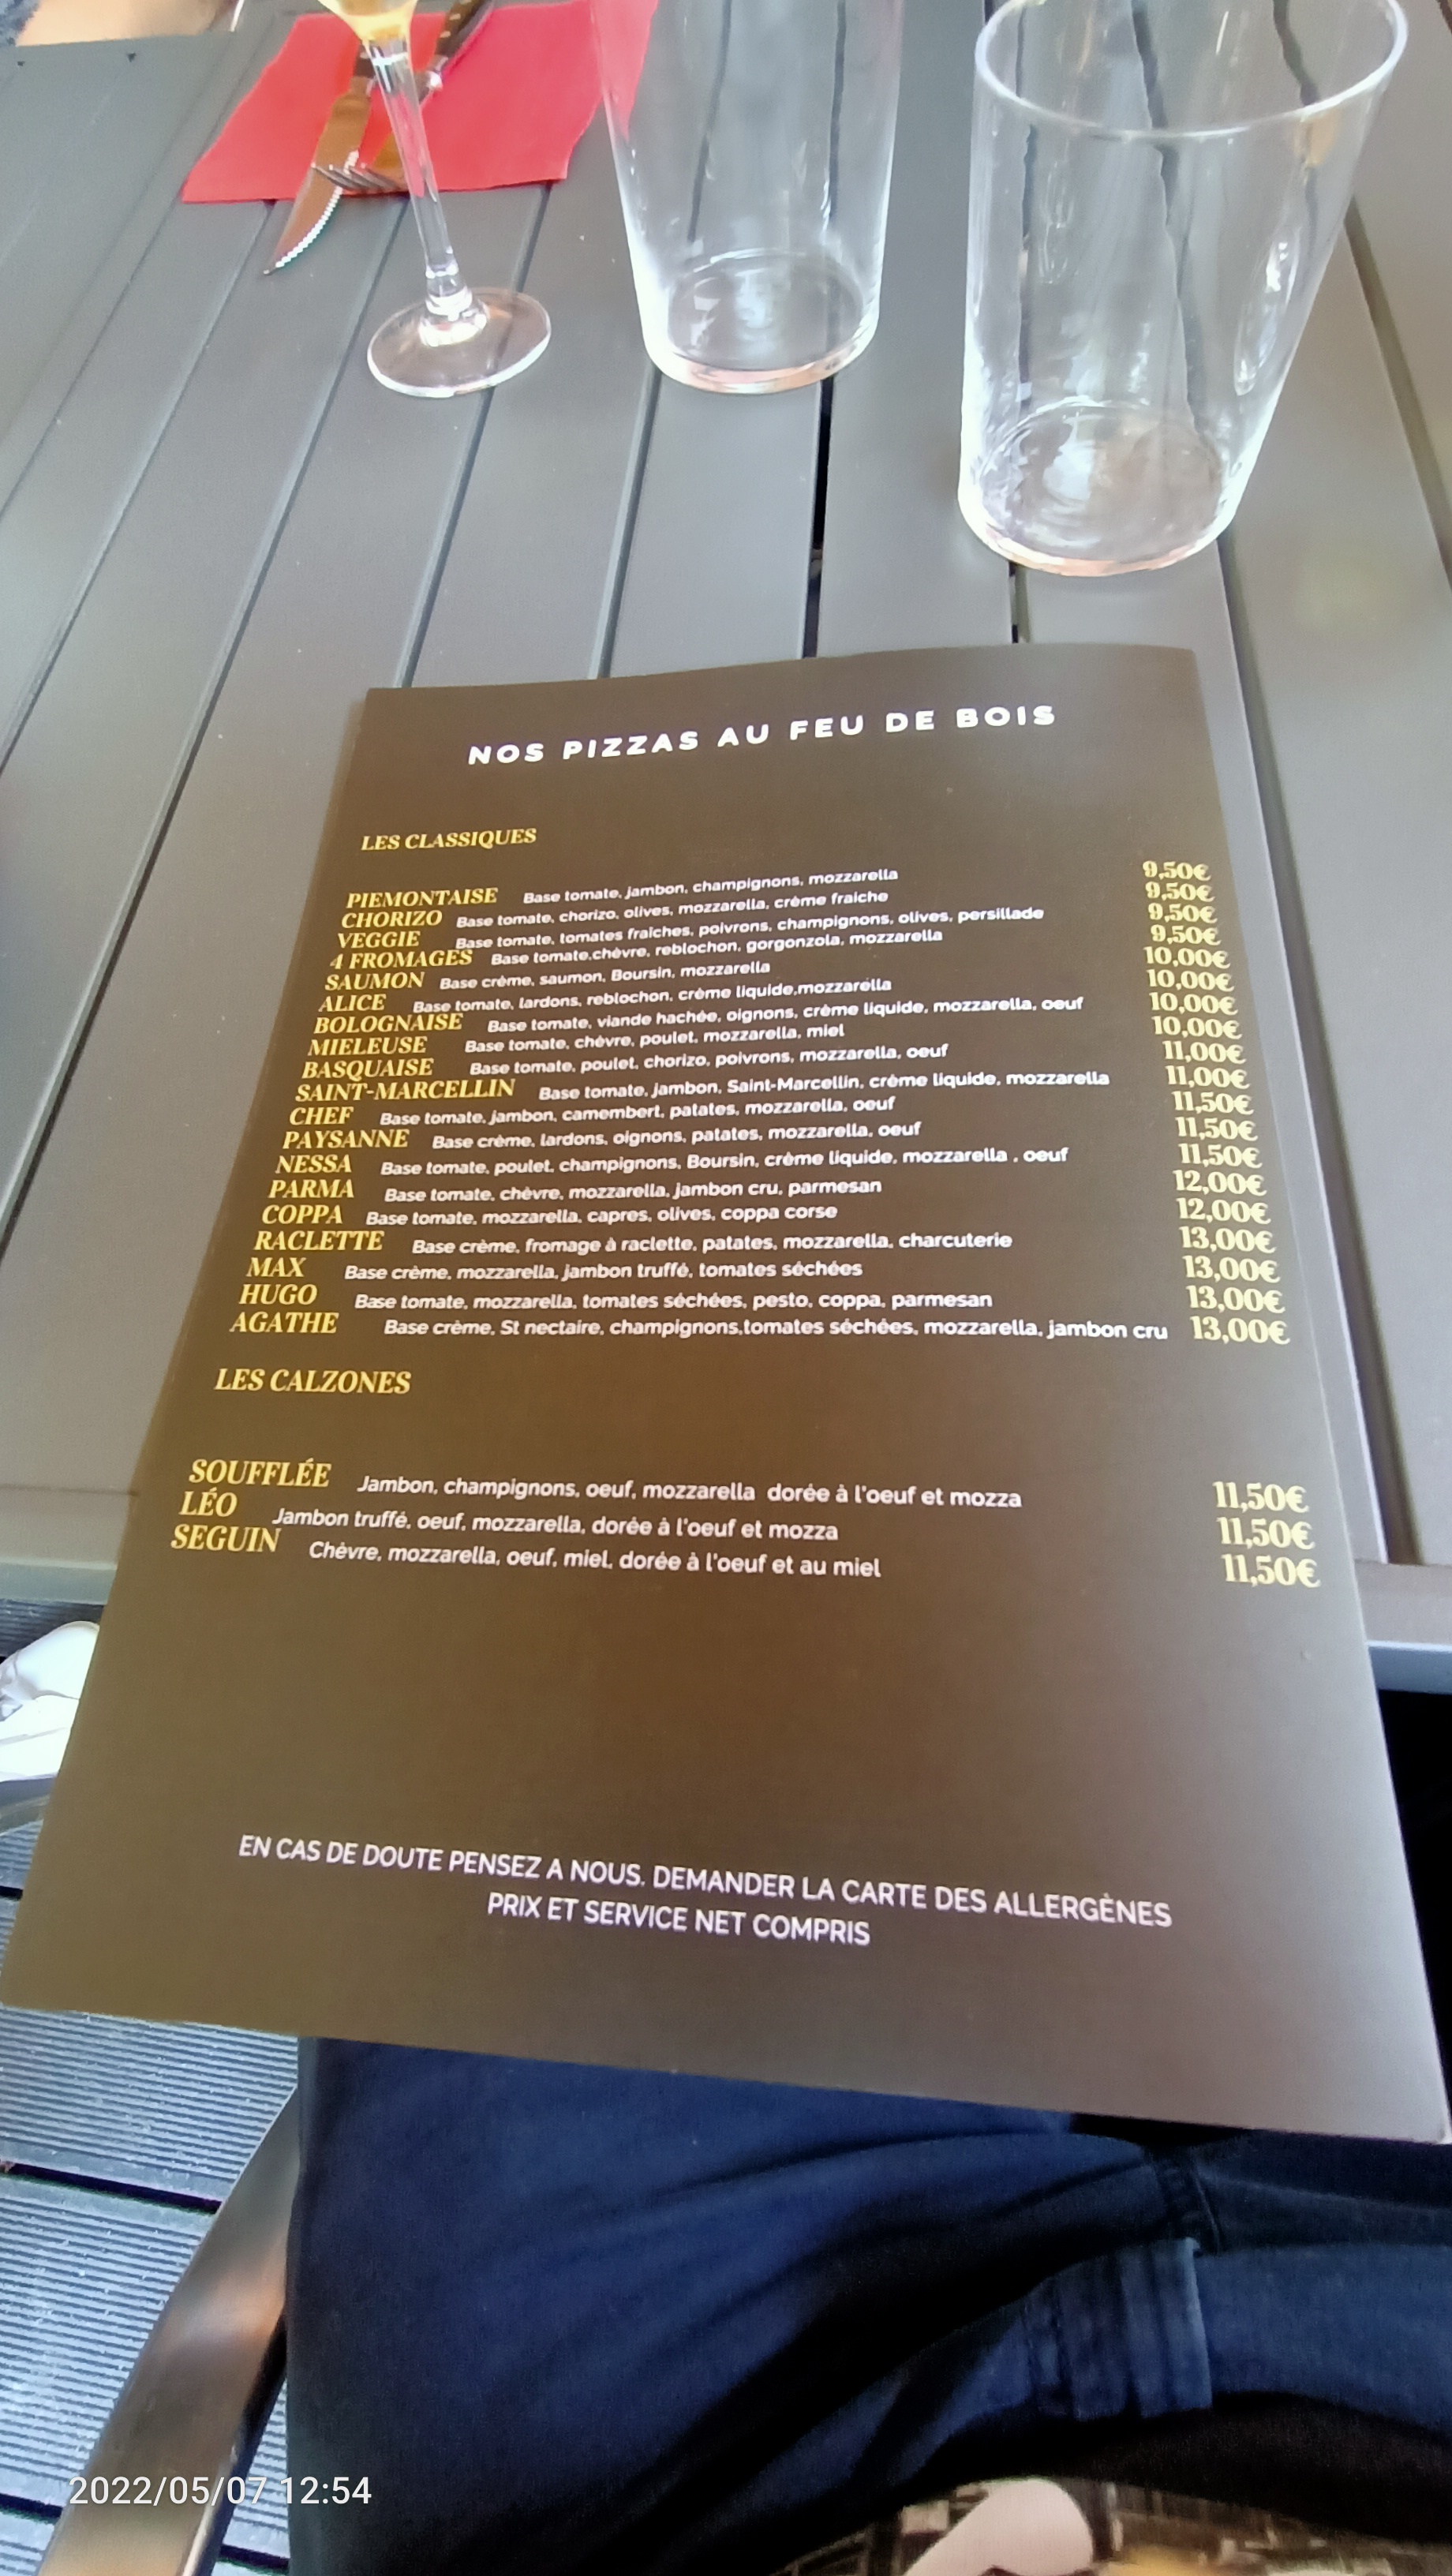 NOS PIZZAS AU FEU DE BOIS
LES CLASSIQUES
PIEMONTAISE Base tomate, jambon, champignons, mozzarella 9,50€
CHORIZO Base tomate, chorizo, olives, mozzarella, crème fraiche 9,50€
VEGGIE Base tomate, tomates fraiches, poivrons, champignons, olives, persillade 9,50€
4 FROMAGES Base tomate,chèvre, reblochon, gorgonzola, mozzarella 9,50€
SAUMON Base crème, saumon, Boursin, mozzarella 10,00€
ALICE Base tomate, lardons, reblochon, crème liquide,mozzarella 10,00€
BOLOGNAISE Base tomate, viande hachée, oignons, crème liquide, mozzarella, oeuf 10,00€
MIELEUSE Base tomate, chèvre, poulet, mozzarella, miel 10,00€
BASQUAISE Base tomate, poulet, chorizo, poivrons, mozzarella, oeuf 11,00€
SAINT-MARCELLIN Base tomate, jambon, Saint-Marcellin, crème liquide, mozzarella 11,00€
CHEF Base tomate, jambon, camembert, patates, mozzarella, oeuf 11,50€
PAYSANNE Base crème, lardons, oignons, patates, mozzarella, oeuf 11,50€
NESSA Base tomate, poulet, champignons, Boursin, crème liquide, mozzarella , oeuf 11,50€
PARMA Base tomate, chèvre, mozzarella, jambon cru, parmesan 12,00€
COPPA Base tomate, mozzarella, capres, olives, coppa corse 12,00€
RACLETTE Base crème, fromage à raclette, patates, mozzarella, charcuterie 13,00€
MAX Base crème, mozzarella, jambon truffé, tomates séchées 13,00€
HUGO Base tomate, mozzarella, tomates séchées, pesto, coppa, parmesan 13,00€
AGATHE Base crème, St nectaire, champignons,tomates séchées, mozzarella, jambon cru 13,00€
LES CALZONES
SOUFFLÉE Jambon, champignons, oeuf, mozzarella dorée à l'oeuf et mozza 11,50€
LÉO Jambon truffé, oeuf, mozzarella, dorée à l'oeuf et mozza 11,50€
SEGUIN Chèvre, mozzarella, oeuf, miel, dorée à l'oeuf et au miel 11,50€
EN CAS DE DOUTE PENSEZ A NOUS. DEMANDER LA CARTE DES ALLERGÈNES
PRIX ET SERVICE NET COMPRIS
2022/05/07 12:54